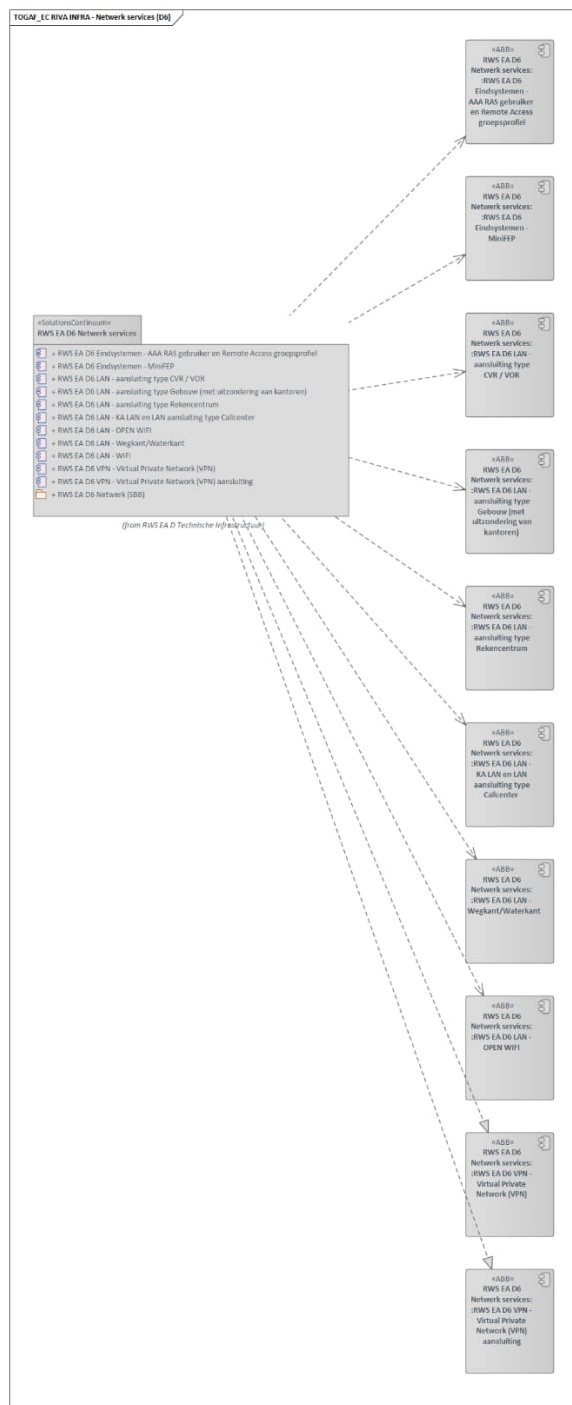 TOGAF_EC RIVA INFRA - Netwerk services (D6)
«ABB»
RWS EA D6
Netwerk services:
:RWS EA D6
Eindsystemen -
AAA RAS gebruiker
en Remote Access
groepsprofiel
«ABB»
RWS EA D6
Netwerk services:
:RWS EA D6
Eindsystemen -
MiniFEP
«SolutionsContinuum»
RWS EA D6 Netwerk services
+ RWS EA D6 Eindsystemen - AAA RAS gebruiker en Remote Access groepsprofiel
+ RWS EA D6 Eindsystemen - MiniFEP
+ RWS EA D6 LAN - aansluiting type CVR / VOR
+ RWS EA D6 LAN - aansluiting type Gebouw (met uitzondering van kantoren)
+ RWS EA D6 LAN - aansluiting type Rekencentrum
+ RWS EA D6 LAN - KA LAN en LAN aansluiting type Callcenter
+ RWS EA D6 LAN - OPEN WIFI
+ RWS EA D6 LAN - Wegkant/Waterkant
+ RWS EA D6 LAN - WIFI
+ RWS EA D6 VPN - Virtual Private Network (VPN)
+ RWS EA D6 VPN - Virtual Private Network (VPN) aansluiting
+ RWS EA D6 Netwerk (SBB)
(from RWS EA D Technische Infrastructuur)
«ABB»
RWS EA D6
Netwerk services:
:RWS EA D6 LAN -
aansluiting type
CVR / VOR
«ABB»
RWS EA D6
Netwerk services:
:RWS EA D6 LAN -
aansluiting type
Gebouw (met
uitzondering van
kantoren)
«ABB»
RWS EA D6
Netwerk services:
:RWS EA D6 LAN -
aansluiting type
Rekencentrum
«ABB»
RWS EA D6
Netwerk services:
:RWS EA D6 LAN -
KA LAN en LAN
aansluiting type
Callcenter
«ABB»
RWS EA D6
Netwerk services:
:RWS EA D6 LAN -
Wegkant/Waterkant
«ABB»
RWS EA D6
Netwerk services:
:RWS EA D6 LAN -
OPEN WIFI
«ABB»
RWS EA D6
Netwerk services:
:RWS EA D6 VPN -
Virtual Private
Network (VPN)
«ABB»
RWS EA D6
Netwerk services:
:RWS EA D6 VPN -
Virtual Private
Network (VPN)
aansluiting